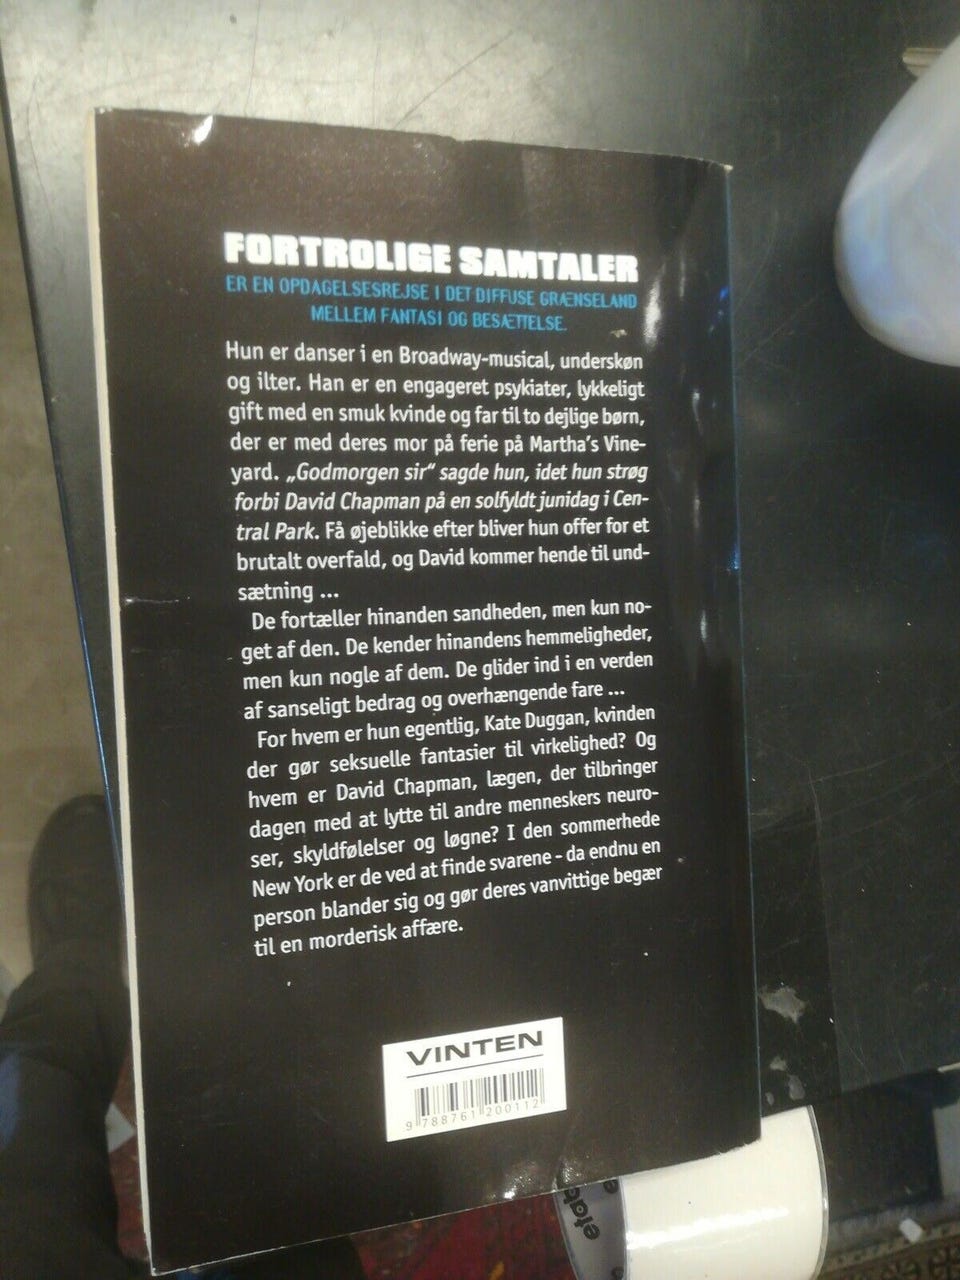 FORTROLIGE SAMTALER
ER EN OPDAGELSESREJSE I DET DIFFUSE GRÆNSELAND
MELLEM FANTASI OG BESÆTTELSE.
Hun er danser i en Broadway-musical, underskøn
og ilter. Han er en engageret psykiater, lykkeligt
gift med en smuk kvinde og far til to dejlige børn,
der er med deres mor på ferie på Martha's Vine-
yard. „Godmorgen sir“ sagde hun, idet hun strøg
forbi David Chapman på en solfyldt junidag i Cen-
tral Park. Få øjeblikke efter bliver hun offer for et
brutalt overfald, og David kommer hende til und-
sætning ...
De fortæller hinanden sandheden, men kun no-
get af den. De kender hinandens hemmeligheder,
men kun nogle af dem. De glider ind i en verden
af sanseligt bedrag og overhængende fare ...
For hvem er hun egentlig, Kate Duggan, kvinden
der gør seksuelle fantasier til virkelighed? Og
hvem er David Chapman, lægen, der tilbringer
dagen med at lytte til andre menneskers neuro-
ser, skyldfølelser og løgne? I den sommerhede
New York er de ved at finde svarene - da endnu en
person blander sig og gør deres vanvittige begær
til en morderisk affære.
VINTEN
9 788761 200112